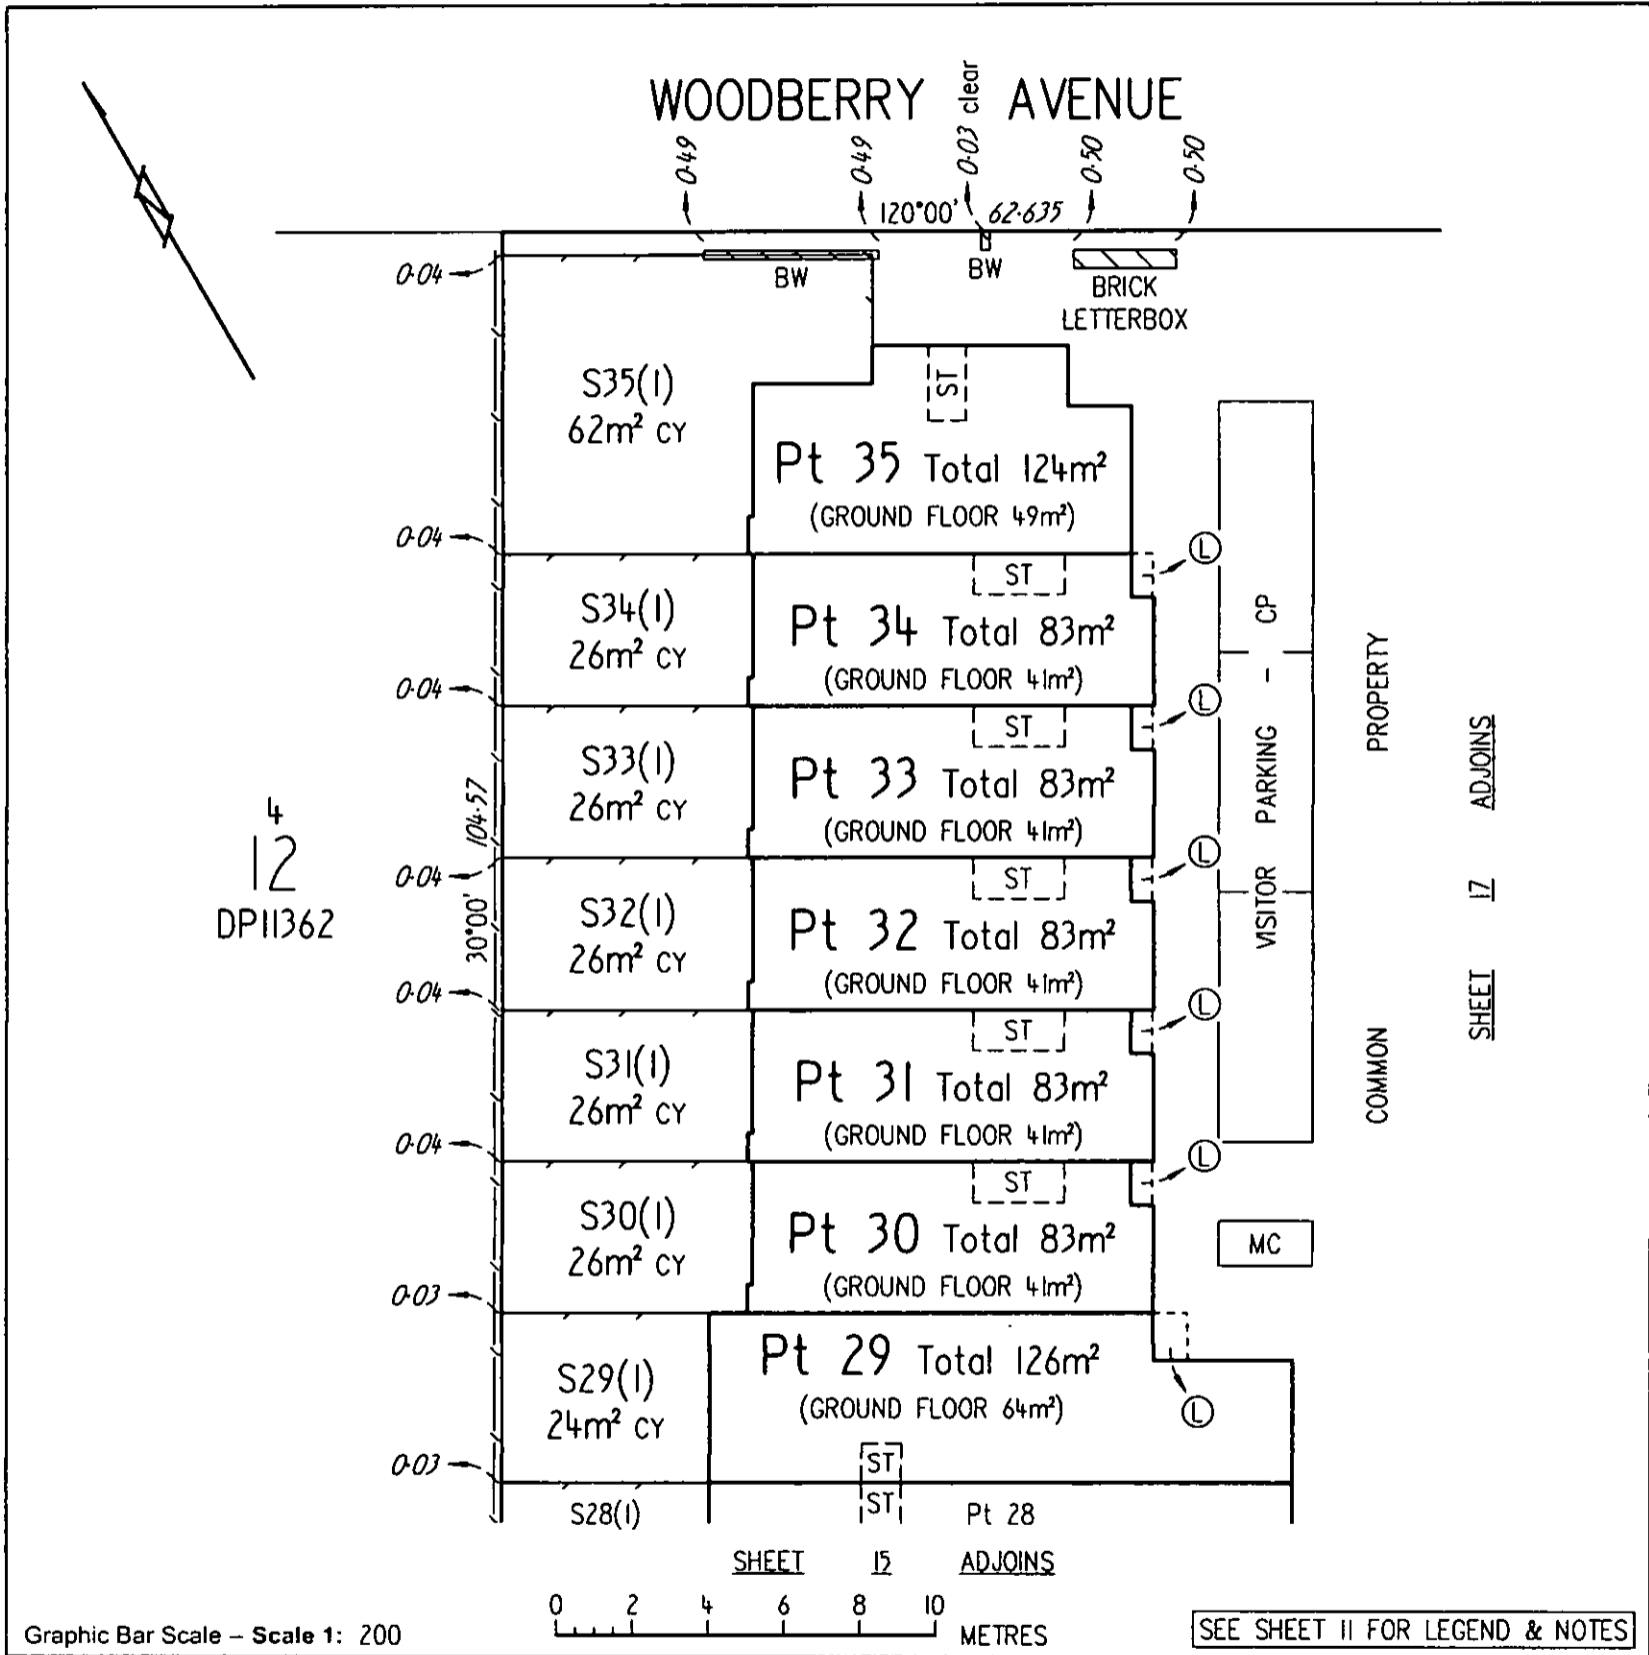 WOODBERRY AVENUE
0·49
0·49
0·03 clear
0·50
0·50
120°00' 62·635
0·04
BW
BW
BRICK
LETTERBOX
S35(1)
62m² CY
ST
Pt 35 Total 124m²
(GROUND FLOOR 49m²)
0·04
L
S34(1)
26m² CY
ST
Pt 34 Total 83m²
(GROUND FLOOR 41m²)
0·04
L
S33(1)
26m² CY
ST
Pt 33 Total 83m²
(GROUND FLOOR 41m²)
4
12
DP11362
30°00' 104·57
0·04
L
S32(1)
26m² CY
ST
Pt 32 Total 83m²
(GROUND FLOOR 41m²)
0·04
L
S31(1)
26m² CY
ST
Pt 31 Total 83m²
(GROUND FLOOR 41m²)
0·04
L
S30(1)
26m² CY
ST
Pt 30 Total 83m²
(GROUND FLOOR 41m²)
0·03
VISITOR PARKING - CP
COMMON PROPERTY
SHEET 17 ADJOINS
MC
S29(1)
24m² CY
Pt 29 Total 126m²
(GROUND FLOOR 64m²)
L
ST
0·03
S28(1)
ST
Pt 28
SHEET 15 ADJOINS
0 2 4 6 8 10
METRES
Graphic Bar Scale – Scale 1: 200
SEE SHEET 11 FOR LEGEND & NOTES